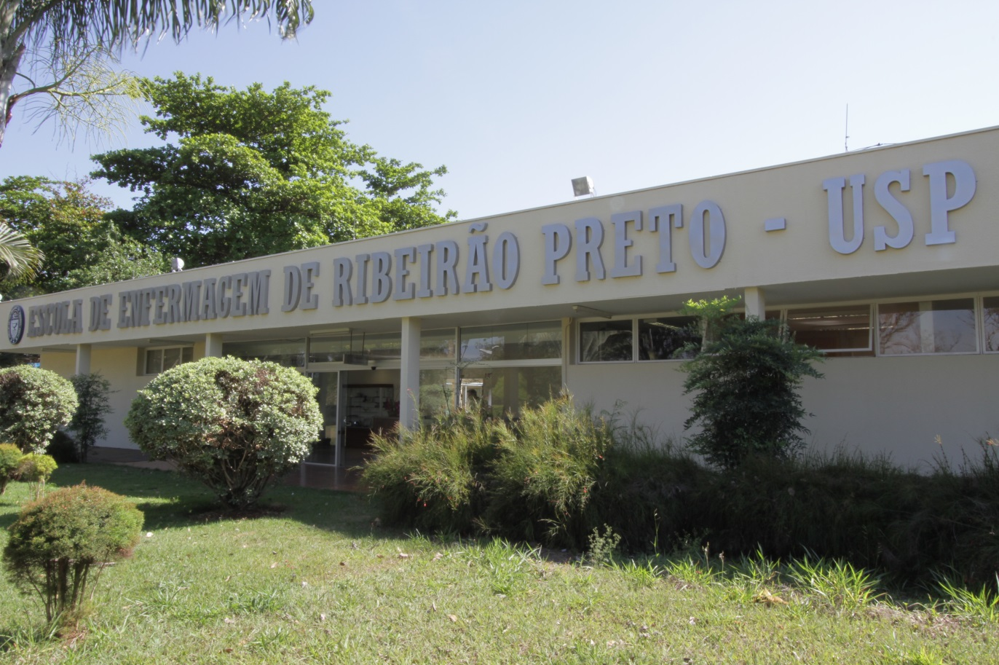 ESCOLA DE ENFERMAGEM DE RIBEIRÃO PRETO - USP